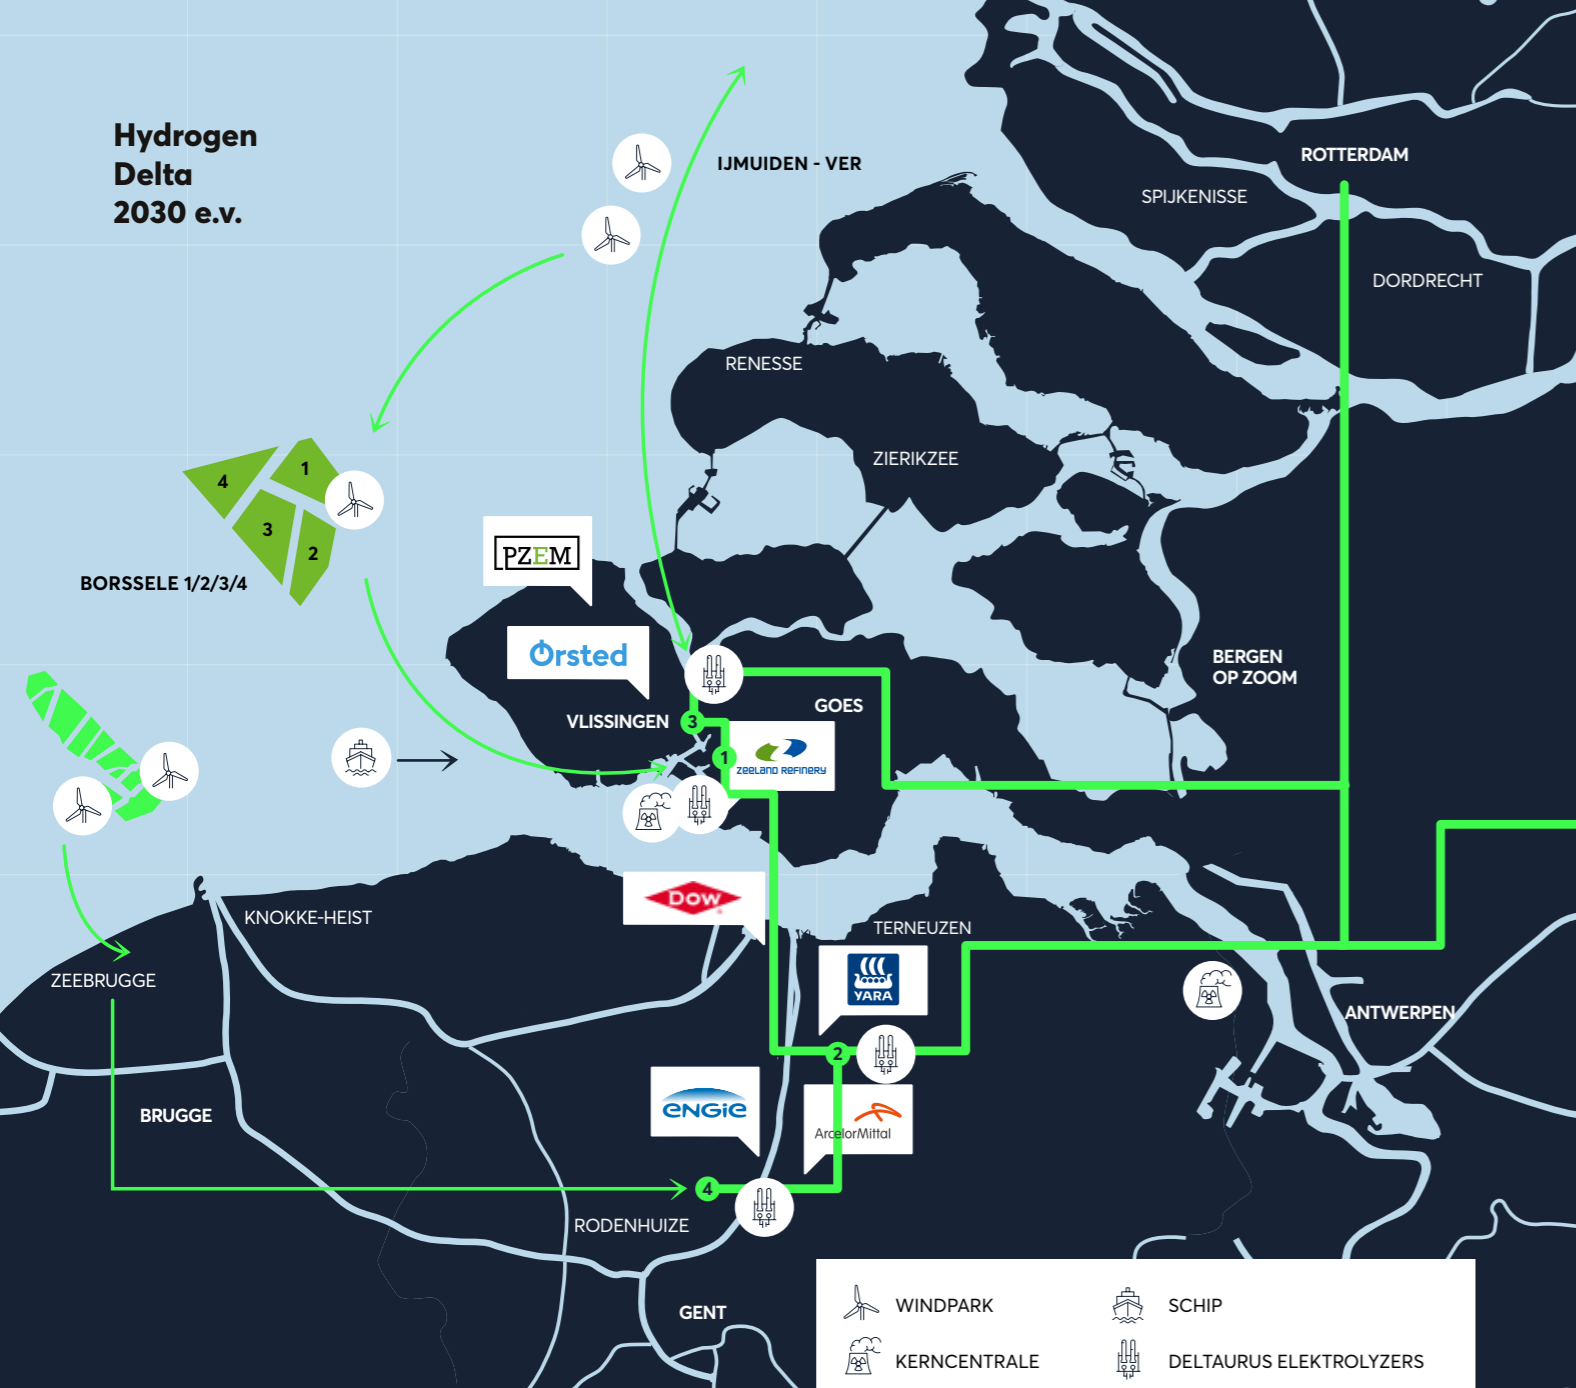 Hydrogen
Delta
2030 e.v.
IJMUIDEN - VER
ROTTERDAM
SPIJKENISSE
DORDRECHT
RENESSE
ZIERIKZEE
4
1
3
2
BORSSELE 1/2/3/4
PZEM
Ørsted
BERGEN
OP ZOOM
GOES
VLISSINGEN
3
1
ZEELAND REFINERY
DOW
KNOKKE-HEIST
TERNEUZEN
ZEEBRUGGE
YARA
ANTWERPEN
2
ENGIE
BRUGGE
ArcelorMittal
4
RODENHUIZE
GENT
WINDPARK
SCHIP
KERNCENTRALE
DELTAURUS ELEKTROLYZERS